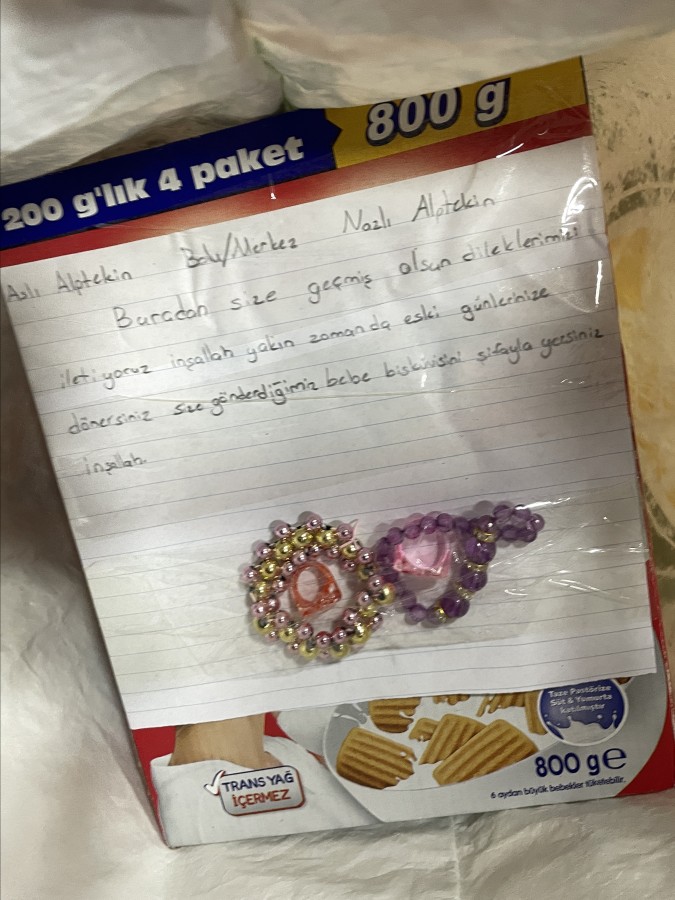 200 g'lık 4 paket
800 g
Aslı Alptekin Bolu/Merkez Nazlı Alptekin
Buradan size geçmiş olsun dileklerimizi
iletiyoruz inşallah yakın zamanda eski günlerinize
dönersiniz size gönderdiğimiz bebe bisküvisini şifayla yersiniz
inşallah.
Taze Pastörize
Süt & Yumurta
katılmıştır
TRANS YAĞ
İÇERMEZ
800 g e
6 aydan büyük bebekler tüketebilir.